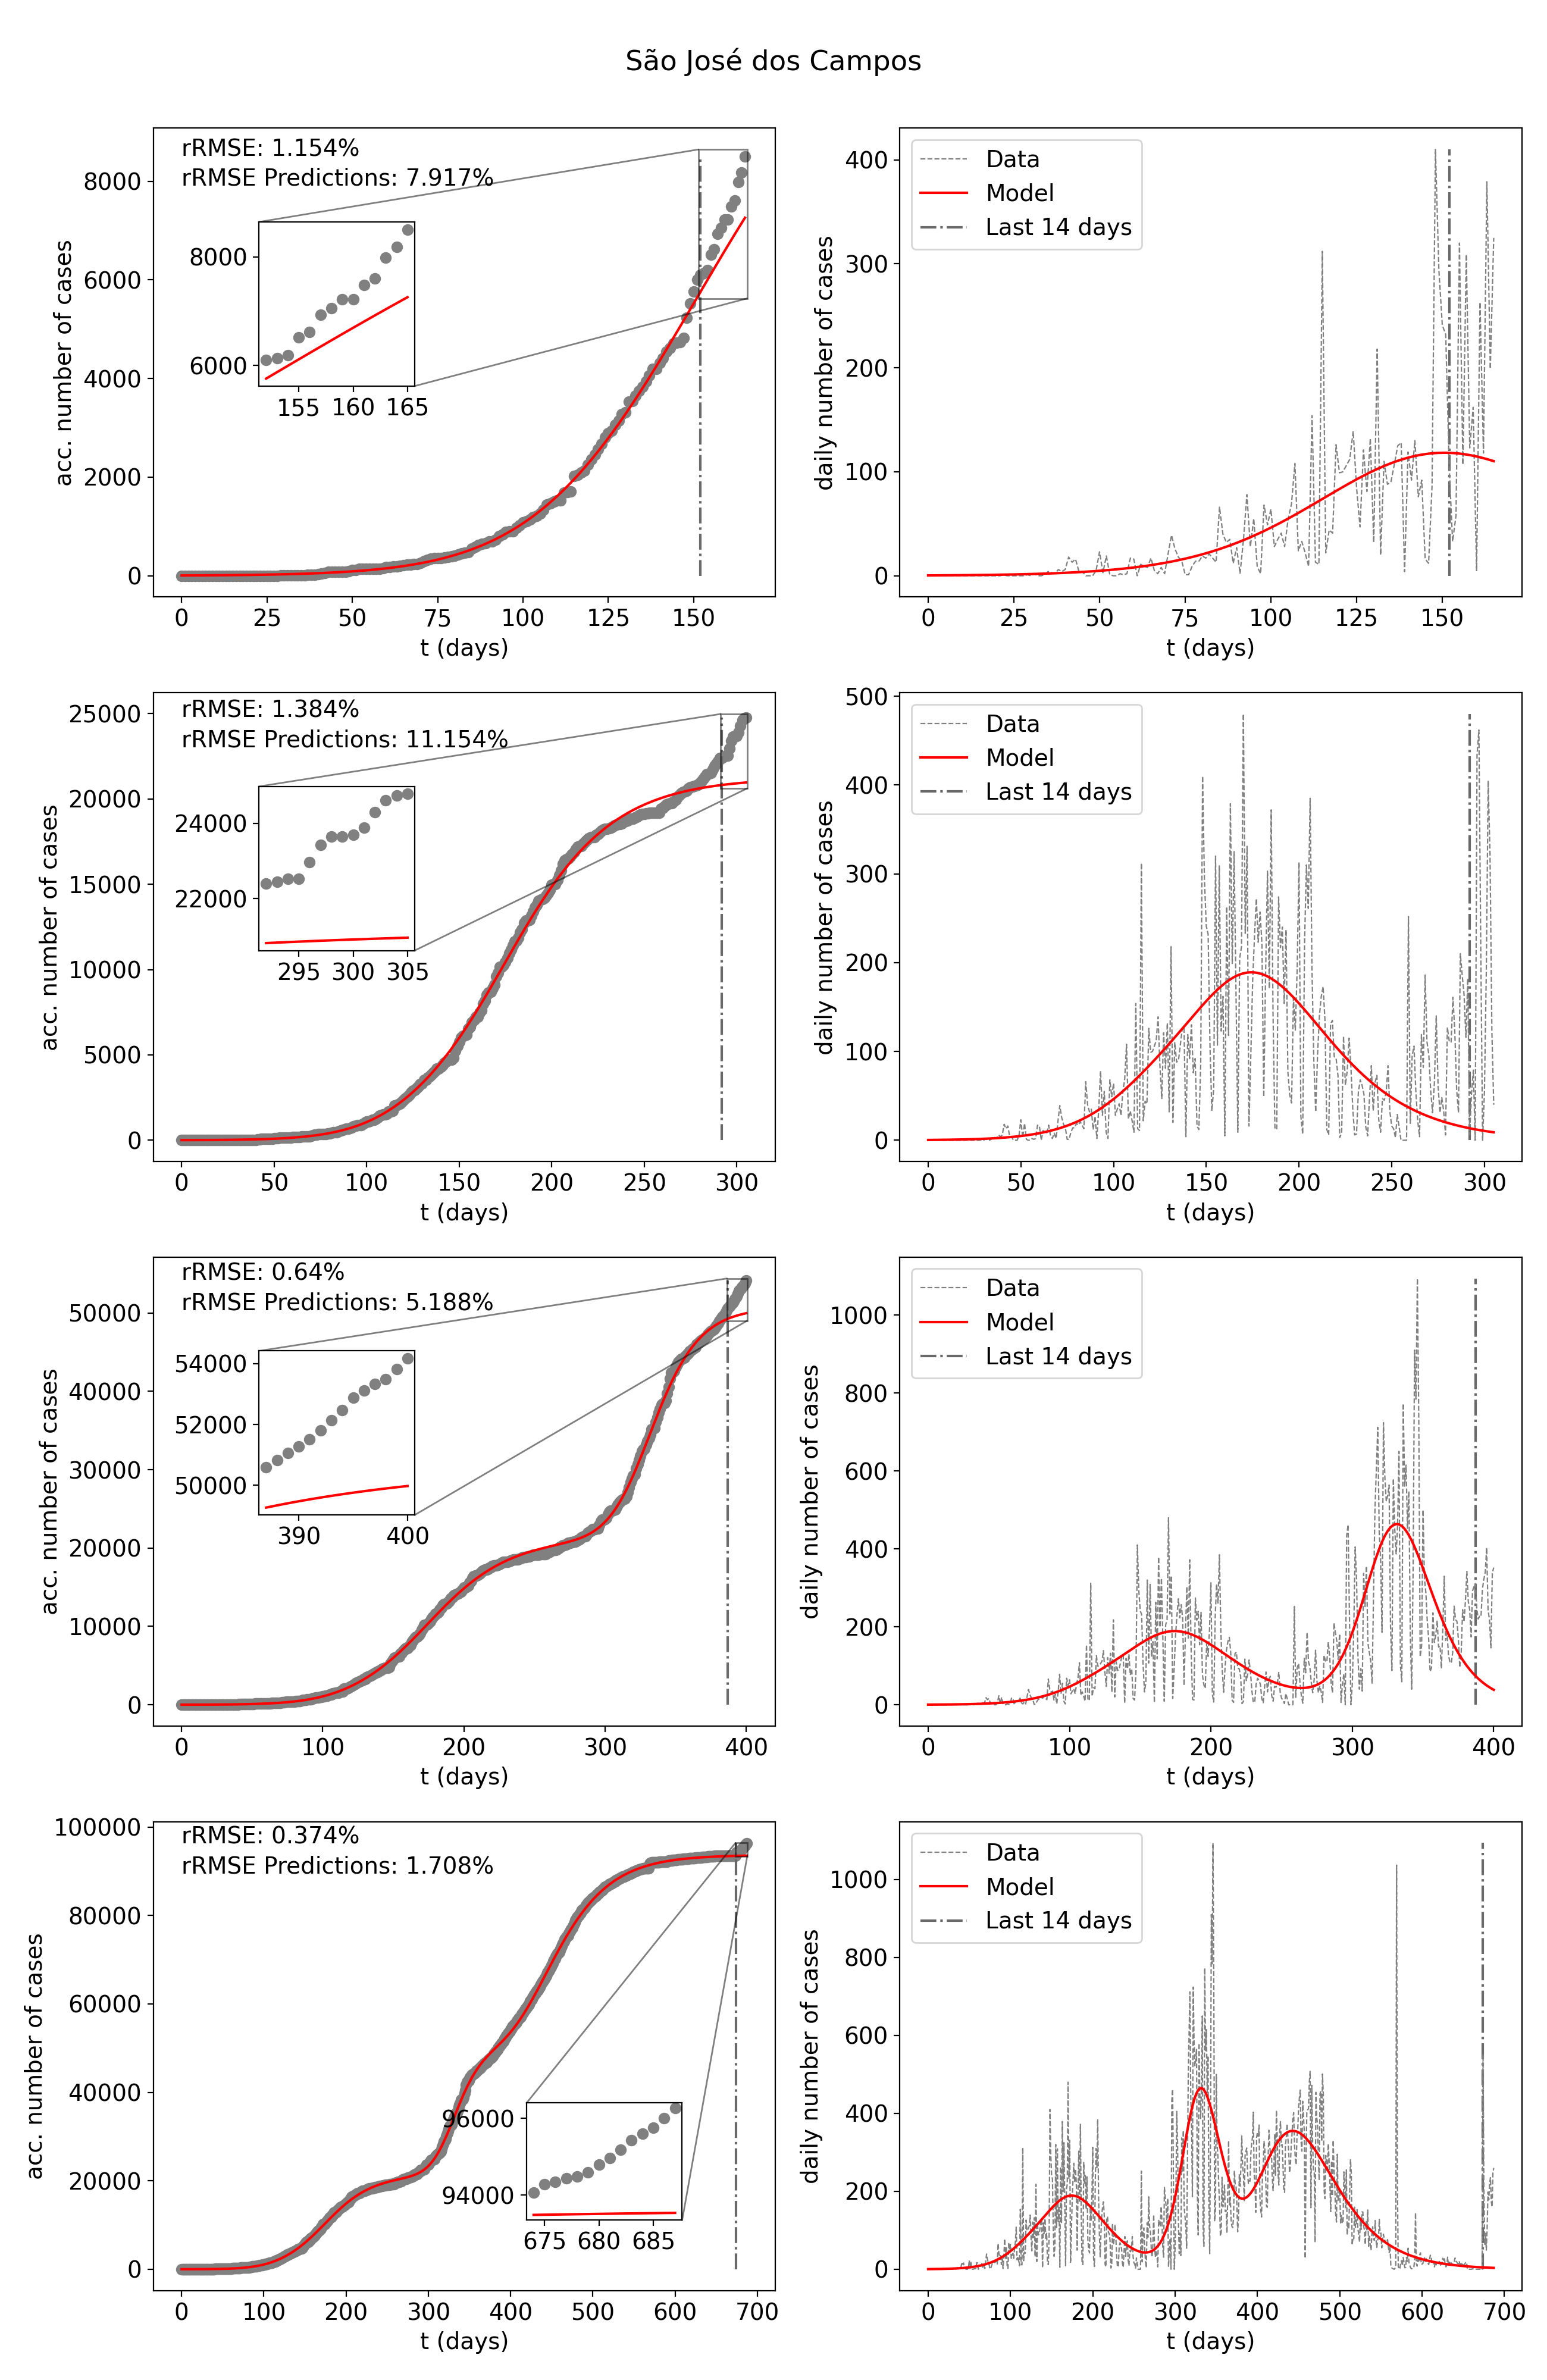 São José dos Campos
rRMSE: 1.154%
rRMSE Predictions: 7.917%
8000
6000
4000
2000
0
8000
6000
155 160 165
0 25 50 75 100 125 150
t (days)
acc. number of cases
Data
Model
Last 14 days
400
300
200
100
0
0 25 50 75 100 125 150
t (days)
daily number of cases
rRMSE: 1.384%
rRMSE Predictions: 11.154%
25000
20000
15000
10000
5000
0
24000
22000
295 300 305
0 50 100 150 200 250 300
t (days)
acc. number of cases
Data
Model
Last 14 days
500
400
300
200
100
0
0 50 100 150 200 250 300
t (days)
daily number of cases
rRMSE: 0.64%
rRMSE Predictions: 5.188%
50000
40000
30000
20000
10000
0
54000
52000
50000
390 400
0 100 200 300 400
t (days)
acc. number of cases
Data
Model
Last 14 days
1000
800
600
400
200
0
0 100 200 300 400
t (days)
daily number of cases
rRMSE: 0.374%
rRMSE Predictions: 1.708%
100000
80000
60000
40000
20000
0
96000
94000
675 680 685
0 100 200 300 400 500 600 700
t (days)
acc. number of cases
Data
Model
Last 14 days
1000
800
600
400
200
0
0 100 200 300 400 500 600 700
t (days)
daily number of cases